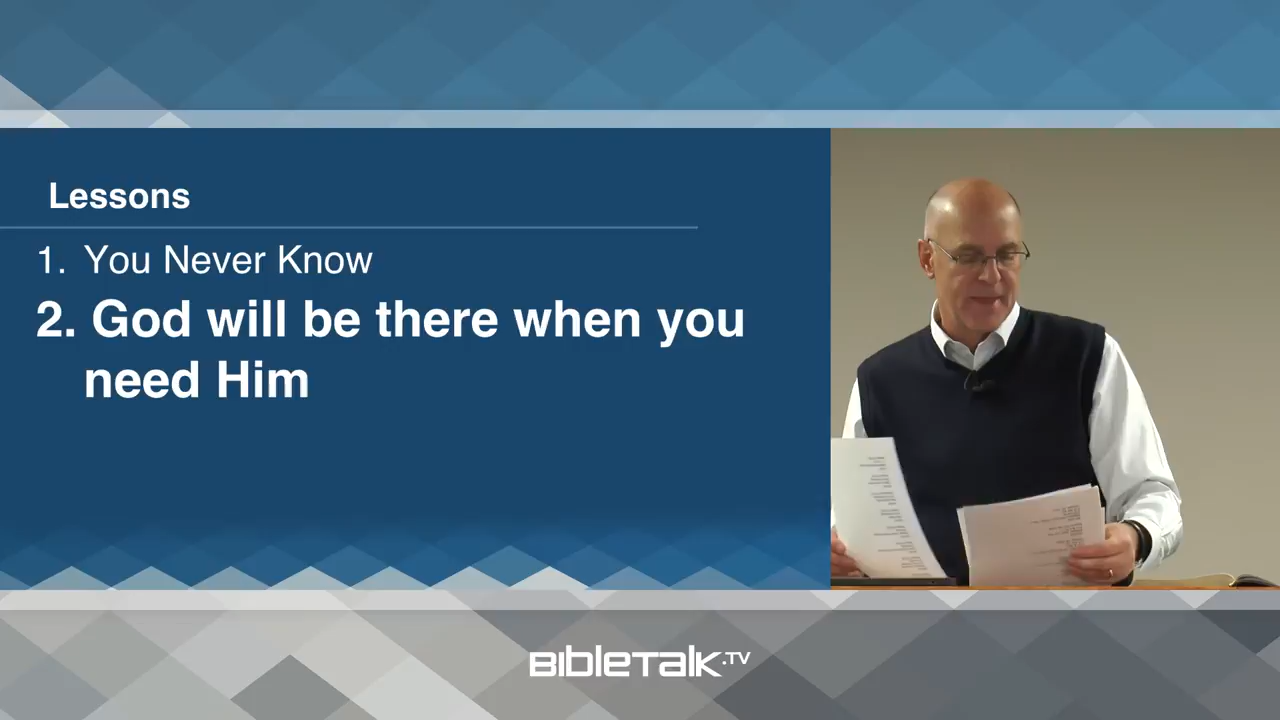 Lessons
1. You Never Know
2. God will be there when you
need Him
BIBLETALK.TV